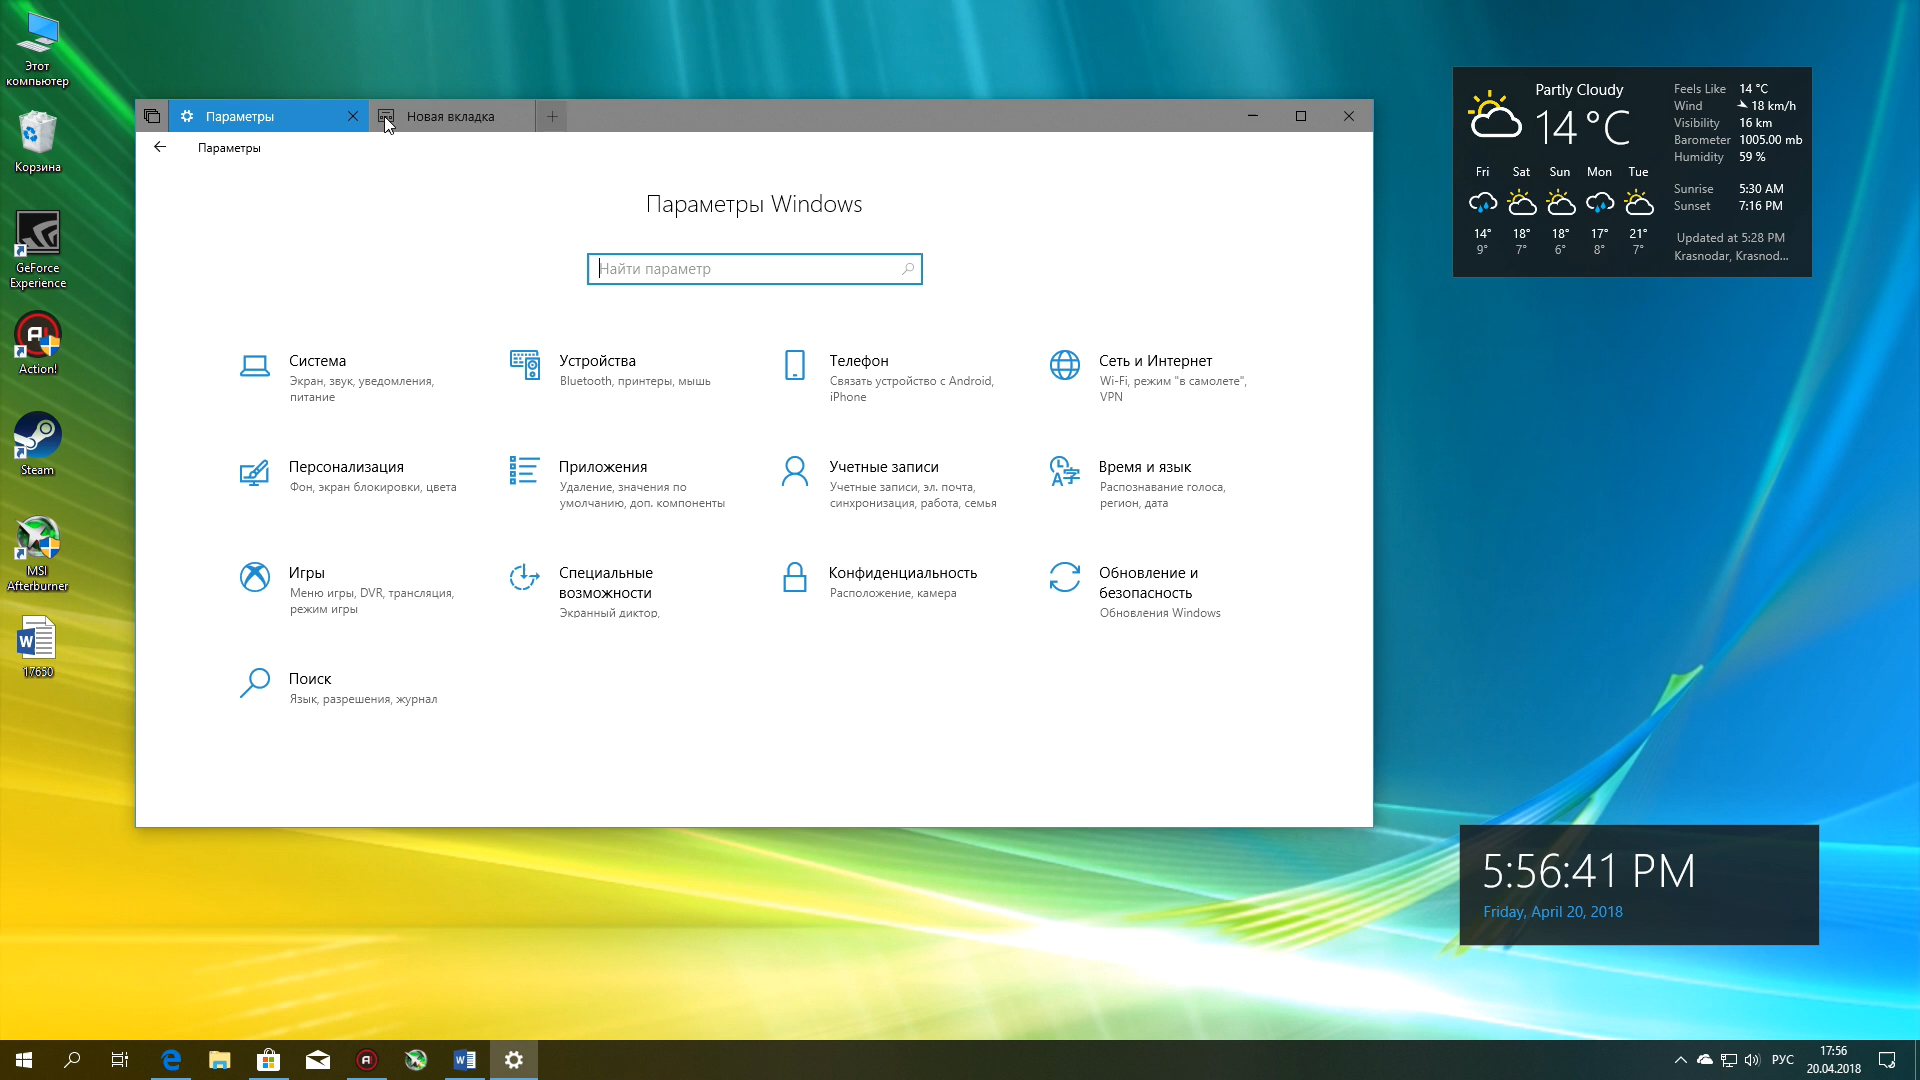 Этот
компьютер
Корзина
GeForce
Experience
Action!
Steam
MSI
Afterburner
17650
Параметры
Новая вкладка
Параметры
Параметры Windows
Найти параметр
Система
Экран, звук, уведомления,
питание
Устройства
Bluetooth, принтеры, мышь
Телефон
Связать устройство с Android,
iPhone
Сеть и Интернет
Wi-Fi, режим "в самолете",
VPN
Персонализация
Фон, экран блокировки, цвета
Приложения
Удаление, значения по
умолчанию, доп. компоненты
Учетные записи
Учетные записи, эл. почта,
синхронизация, работа, семья
Время и язык
Распознавание голоса,
регион, дата
Игры
Меню игры, DVR, трансляция,
режим игры
Специальные
возможности
Экранный диктор,
Конфиденциальность
Расположение, камера
Обновление и
безопасность
Обновления Windows
Поиск
Язык, разрешения, журнал
Partly Cloudy
14 °C
Feels Like 14 °C
Wind 18 km/h
Visibility 16 km
Barometer 1005.00 mb
Humidity 59 %
Sunrise 5:30 AM
Sunset 7:16 PM
Updated at 5:28 PM
Krasnodar, Krasnod...
Fri Sat Sun Mon Tue
14° 18° 18° 17° 21°
9° 7° 6° 8° 7°
5:56:41 PM
Friday, April 20, 2018
РУС
17:56
20.04.2018